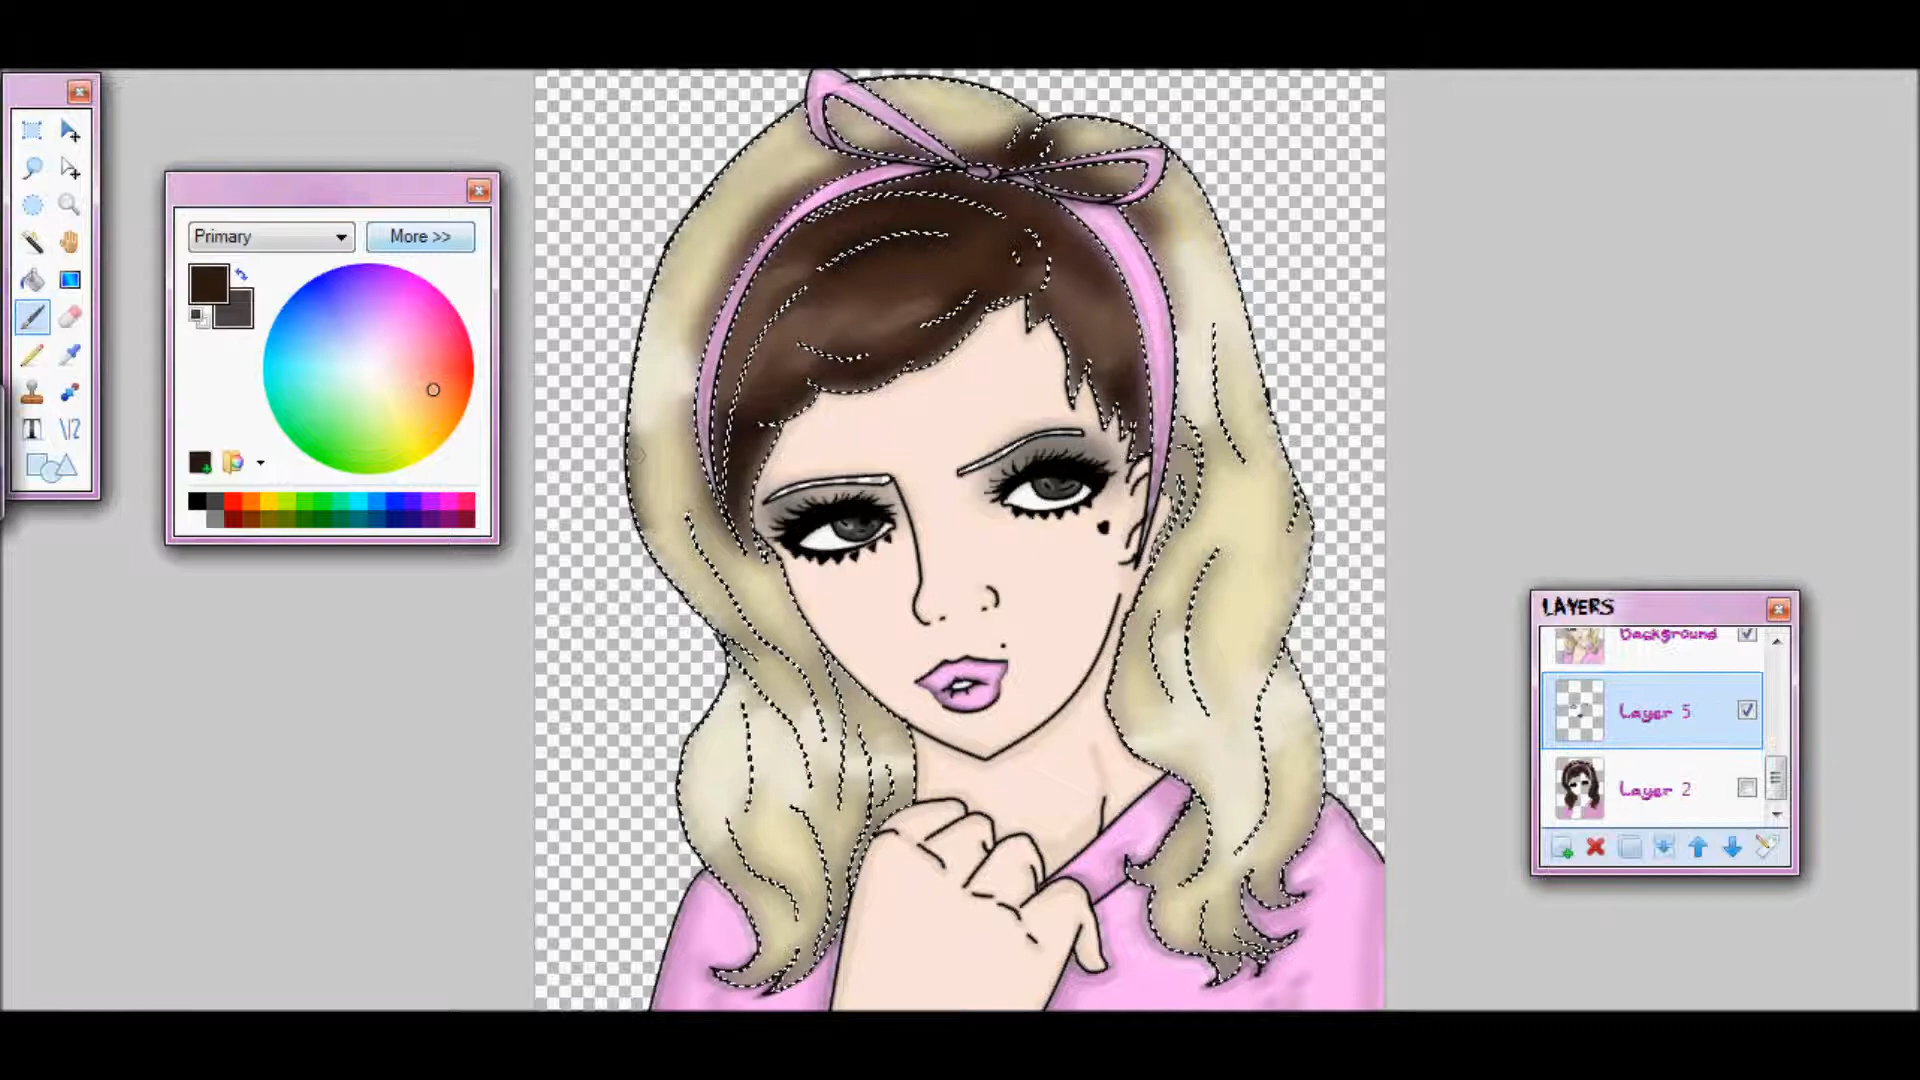 Primary
More >>
LAYERS
Background
Layer 5
Layer 2